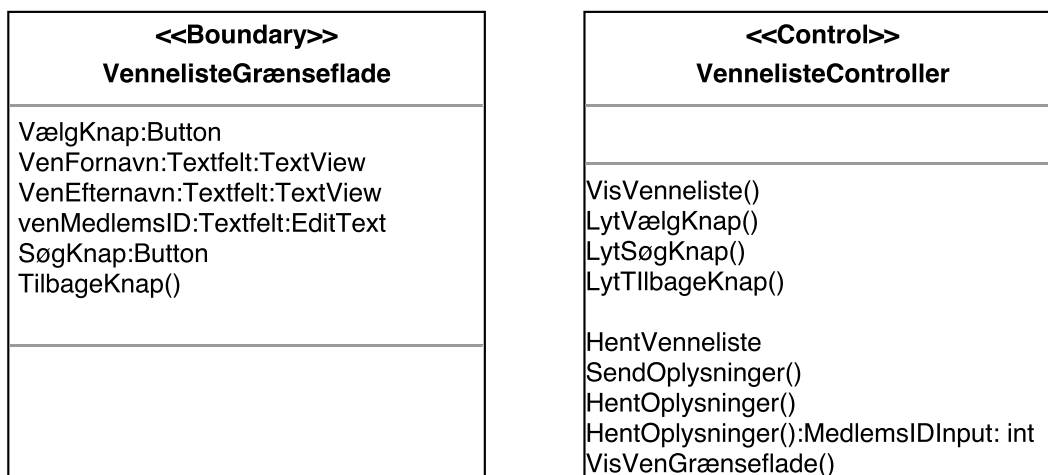 <<Boundary>>
VennelisteGrænseflade
VælgKnap:Button
VenFornavn:Textfelt:TextView
VenEfternavn:Textfelt:TextView
venMedlemsID:Textfelt:EditText
SøgKnap:Button
TilbageKnap()
<<Control>>
VennelisteController
VisVenneliste()
LytVælgKnap()
LytSøgKnap()
LytTIlbageKnap()
HentVenneliste
SendOplysninger()
HentOplysninger()
HentOplysninger():MedlemsIDInput: int
VisVenGrænseflade()